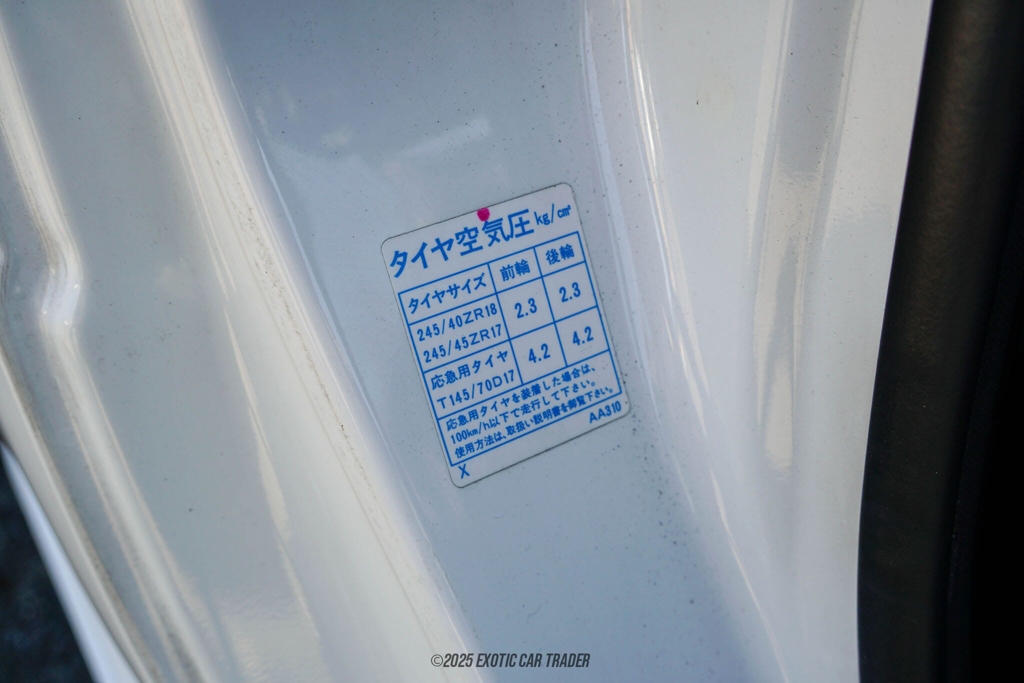 タイヤ空気圧 kg/cm²
タイヤサイズ 前輪 後輪
245/40ZR18
245/45ZR17 2.3 2.3
応急用タイヤ
T145/70D17 4.2 4.2
応急用タイヤを装着した場合は、
100km/h以下で走行して下さい。
使用方法は、取扱い説明書を御覧下さい。
X AA310
©2025 EXOTIC CAR TRADER